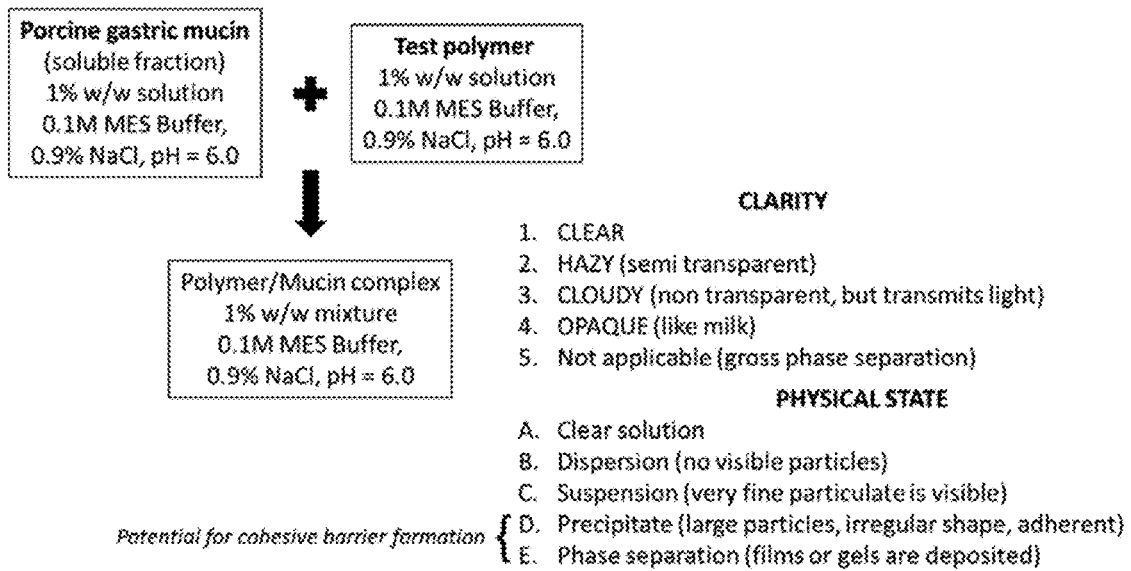 Porcine gastric mucin
(soluble fraction)
1% w/w solution
0.1M MES Buffer,
0.9% NaCl, pH = 6.0
+
Test polymer
1% w/w solution
0.1M MES Buffer,
0.9% NaCl, pH = 6.0
Polymer/Mucin complex
1% w/w mixture
0.1M MES Buffer,
0.9% NaCl, pH = 6.0
CLARITY
1. CLEAR
2. HAZY (semi transparent)
3. CLOUDY (non transparent, but transmits light)
4. OPAQUE (like milk)
5. Not applicable (gross phase separation)
PHYSICAL STATE
A. Clear solution
B. Dispersion (no visible particles)
C. Suspension (very fine particulate is visible)
D. Precipitate (large particles, irregular shape, adherent)
E. Phase separation (films or gels are deposited)
Potential for cohesive barrier formation